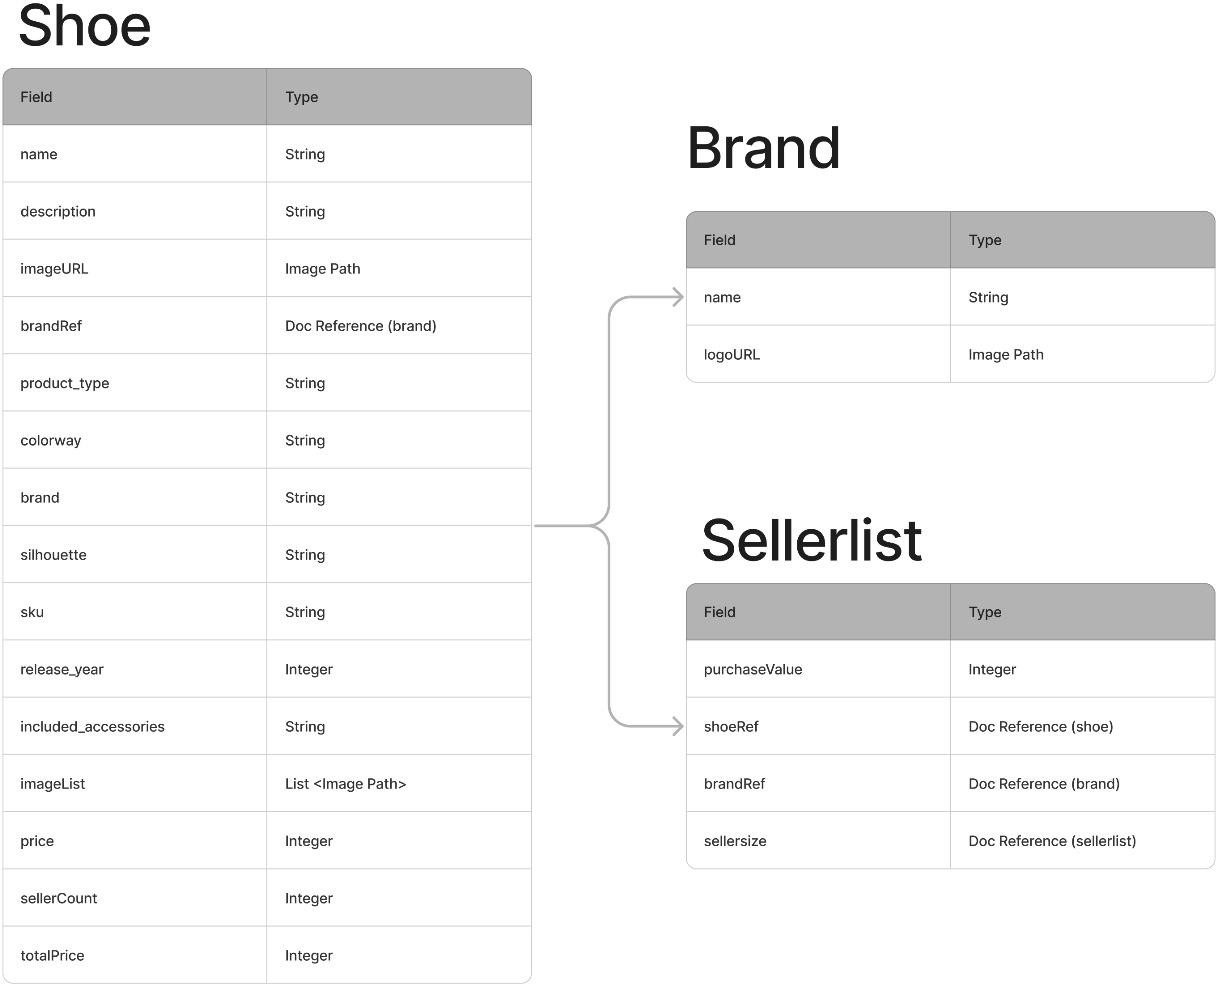 Shoe
Field Type
name String
description String
imageURL Image Path
brandRef Doc Reference (brand)
product_type String
colorway String
brand String
silhouette String
sku String
release_year Integer
included_accessories String
imageList List <Image Path>
price Integer
sellerCount Integer
totalPrice Integer
Brand
Field Type
name String
logoURL Image Path
Sellerlist
Field Type
purchaseValue Integer
shoeRef Doc Reference (shoe)
brandRef Doc Reference (brand)
sellersize Doc Reference (sellerlist)